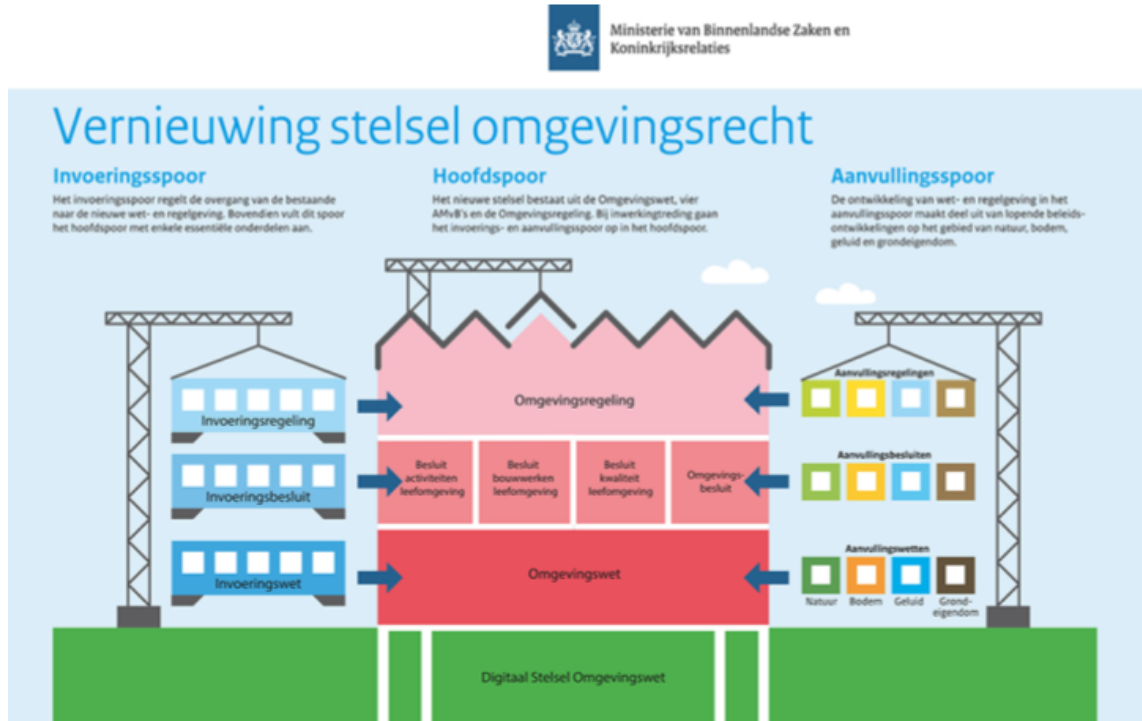 Ministerie van Binnenlandse Zaken en
Koninkrijksrelaties
Vernieuwing stelsel omgevingsrecht
Invoeringsspoor
Het invoeringsspoor regelt de overgang van de bestaande
naar de nieuwe wet- en regelgeving. Bovendien vult dit spoor
het hoofdspoor met enkele essentiële onderdelen aan.
Hoofdspoor
Het nieuwe stelsel bestaat uit de Omgevingswet, vier
AMvB's en de Omgevingsregeling. Bij inwerkingtreding gaan
het invoerings- en aanvullingsspoor op in het hoofdspoor.
Aanvullingsspoor
De ontwikkeling van wet- en regelgeving in het
aanvullingsspoor maakt deel uit van lopende beleids-
ontwikkelingen op het gebied van natuur, bodem,
geluid en grondeigendom.
Invoeringsregeling
Omgevingsregeling
Aanvullingsregelingen
Invoeringsbesluit
Besluit
activiteiten
leefomgeving
Besluit
bouwwerken
leefomgeving
Besluit
kwaliteit
leefomgeving
Omgevings-
besluit
Aanvullingsbesluiten
Invoeringswet
Omgevingswet
Aanvullingswetten
Natuur
Bodem
Geluid
Grond-
eigendom
Digitaal Stelsel Omgevingswet